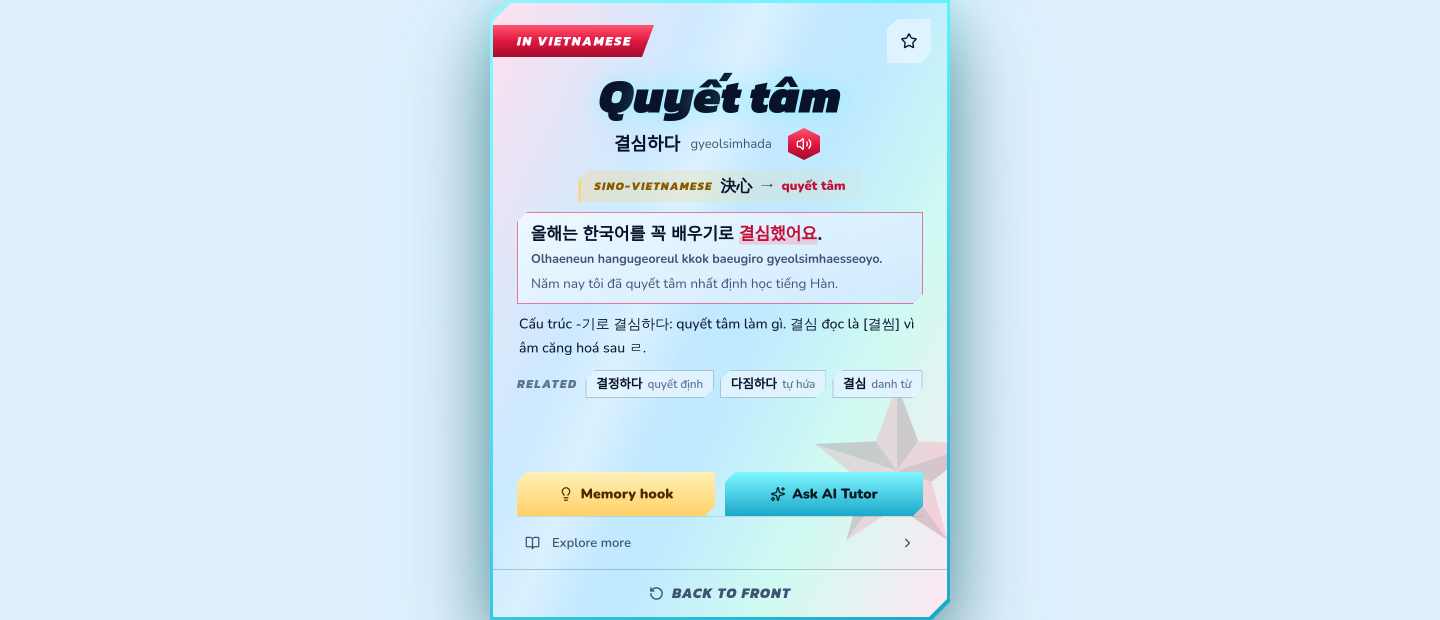 IN VIETNAMESE
Quyết tâm
결심하다 gyeolsimhada
SINO-VIETNAMESE 決心 → quyết tâm
올해는 한국어를 꼭 배우기로 결심했어요.
Olhaeneun hangugeoreul kkok baeugiro gyeolsimhaesseoyo.
Năm nay tôi đã quyết tâm nhất định học tiếng Hàn.
Cấu trúc -기로 결심하다: quyết tâm làm gì. 결심 đọc là [결씸] vì
âm căng hoá sau ㄹ.
RELATED 결정하다 quyết định 다짐하다 tự hứa 결심 danh từ
Memory hook Ask AI Tutor
Explore more
BACK TO FRONT